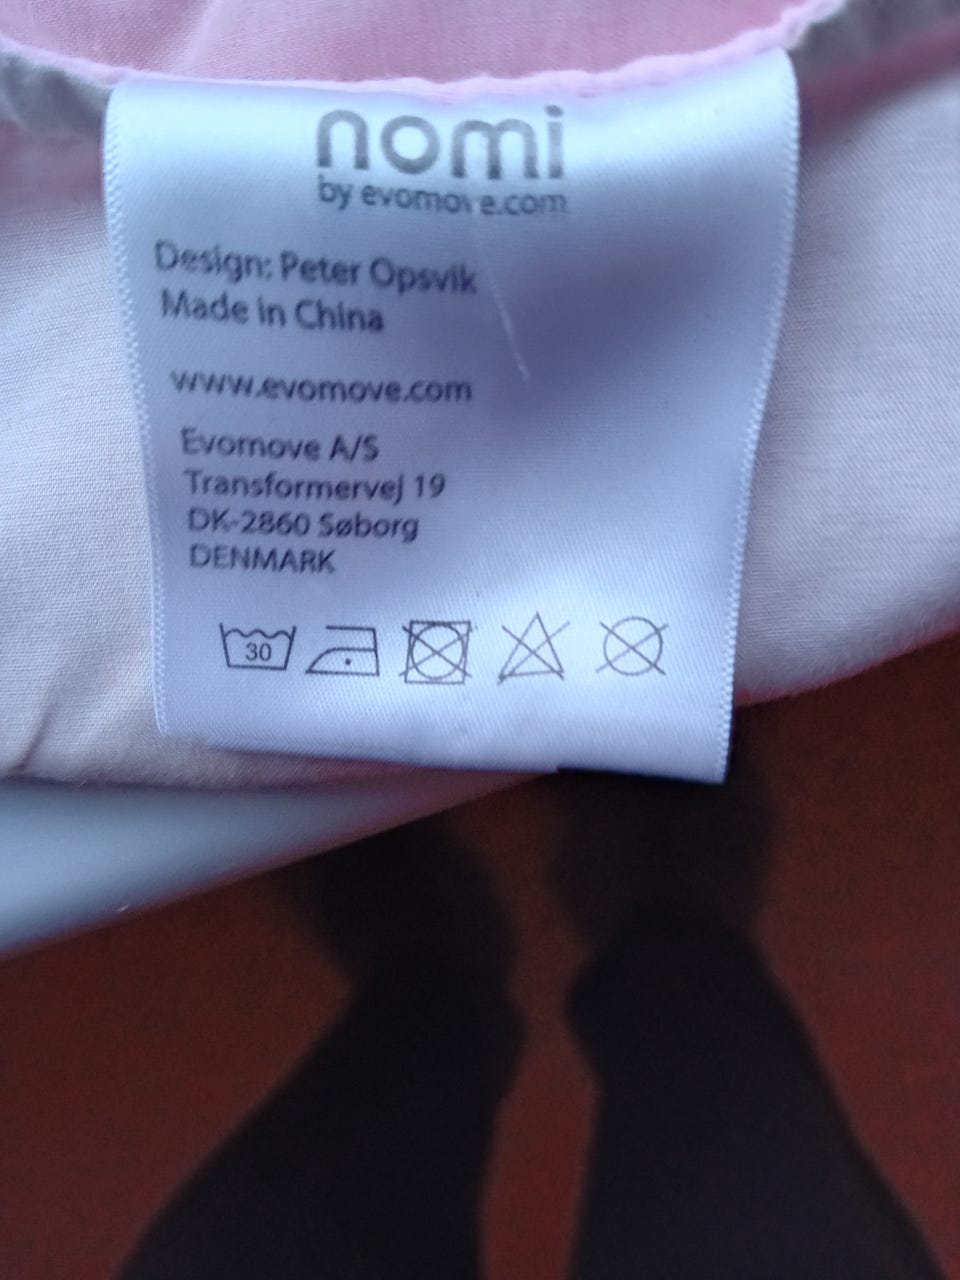 nomi
by evomove.com
Design: Peter Opsvik
Made in China
www.evomove.com
Evomove A/S
Transformervej 19
DK-2860 Søborg
DENMARK
30